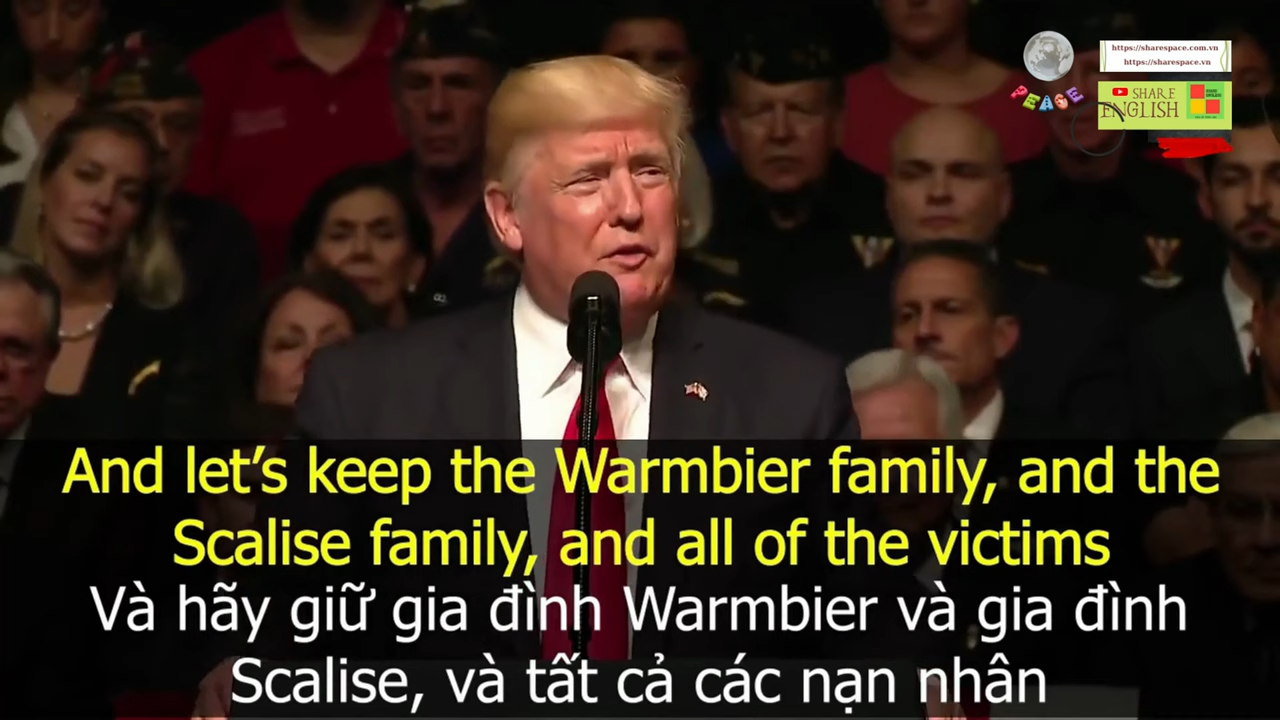 https://sharespace.com.vn
https://sharespace.vn
PEACE
SHARE
ENGLISH
And let's keep the Warmbier family, and the
Scalise family, and all of the victims
Và hãy giữ gia đình Warmbier và gia đình
Scalise, và tất cả các nạn nhân